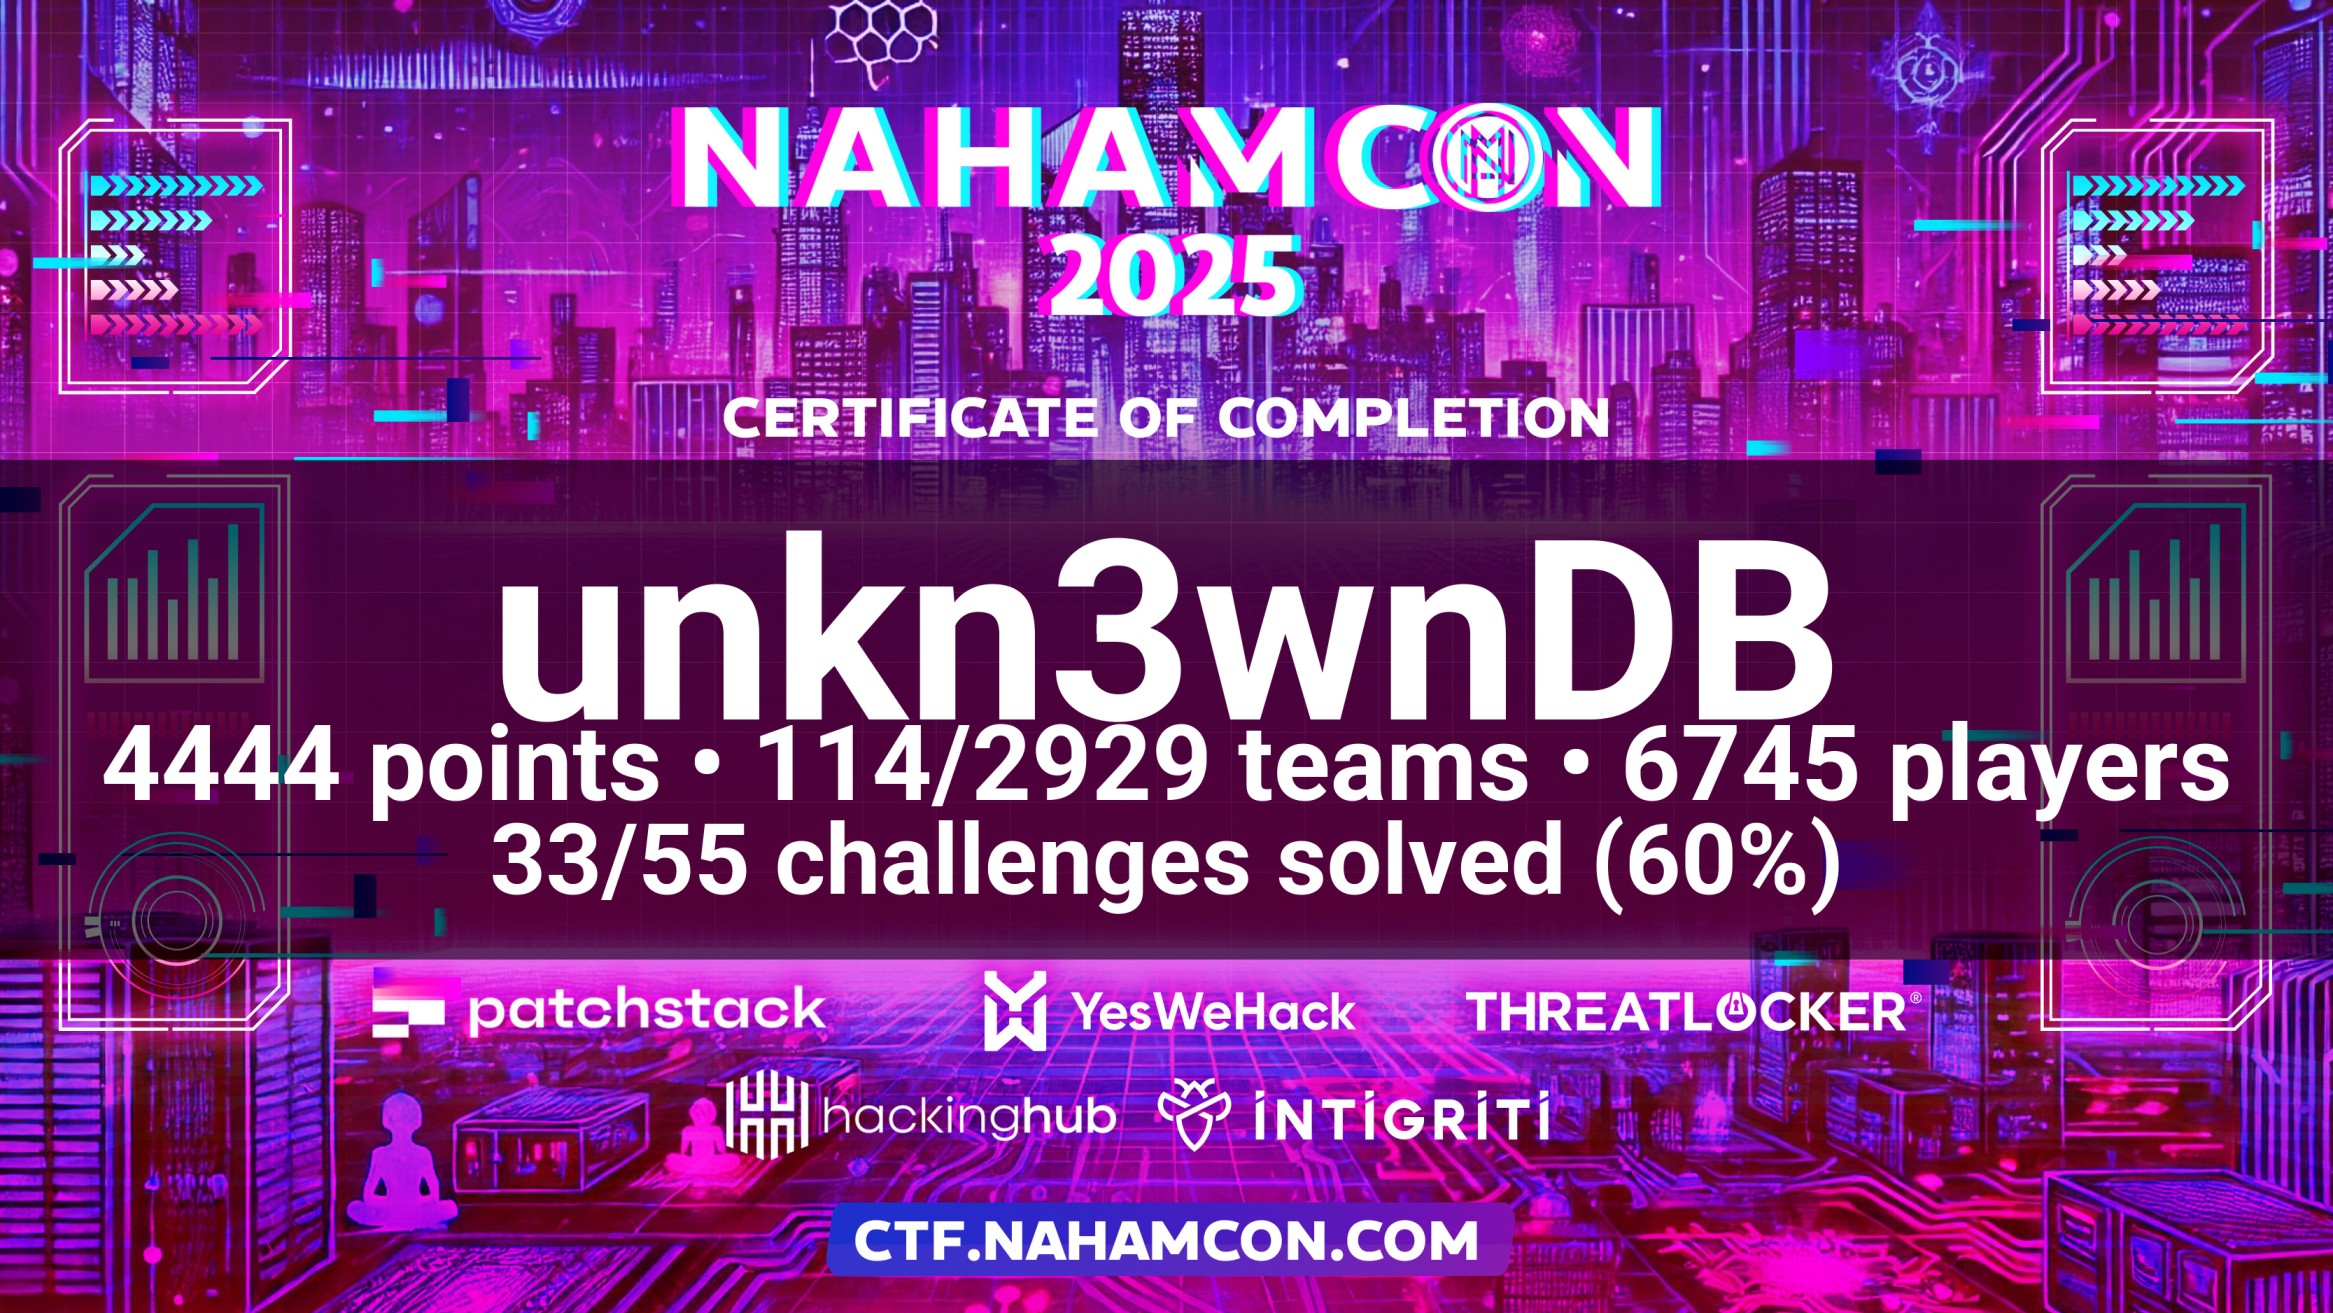 NAHAMCON
2025
CERTIFICATE OF COMPLETION
unkn3wnDB
4444 points • 114/2929 teams • 6745 players
33/55 challenges solved (60%)
patchstack YesWeHack THREATLOCKER®
hackinghub INTIGRITI
CTF.NAHAMCON.COM